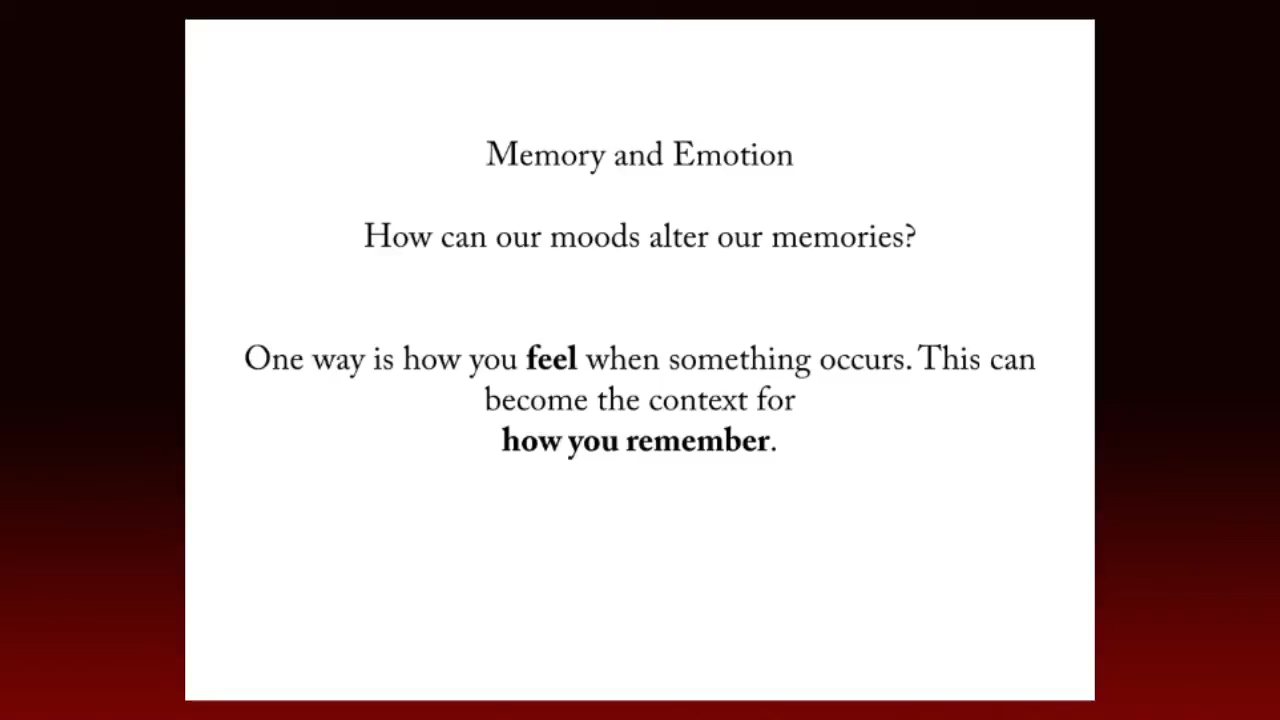 Memory and Emotion
How can our moods alter our memories?
One way is how you feel when something occurs. This can
become the context for
how you remember.